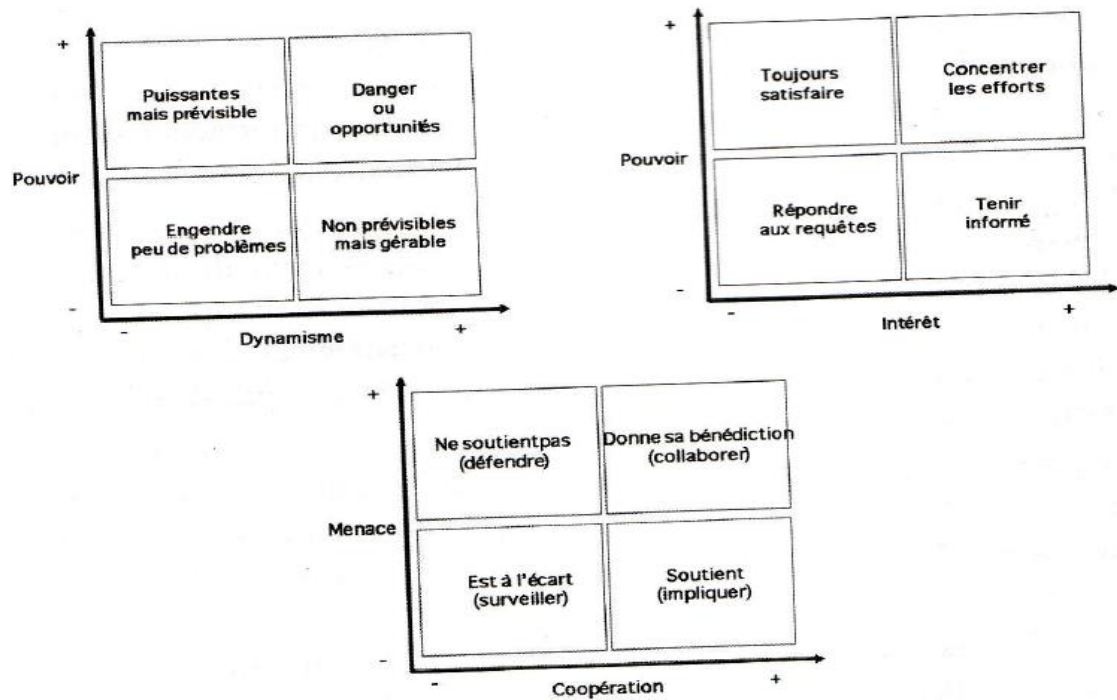 +
Puissantes
mais prévisible
Danger
ou
opportunités
Pouvoir
Engendre
peu de problèmes
Non prévisibles
mais gérable
-
-
+
Dynamisme
+
Toujours
satisfaire
Concentrer
les efforts
Pouvoir
Répondre
aux requêtes
Tenir
informé
-
-
+
Intérêt
+
Ne soutientpas
(défendre)
Donne sa bénédiction
(collaborer)
Menace
Est à l'écart
(surveiller)
Soutient
(impliquer)
-
-
+
Coopération